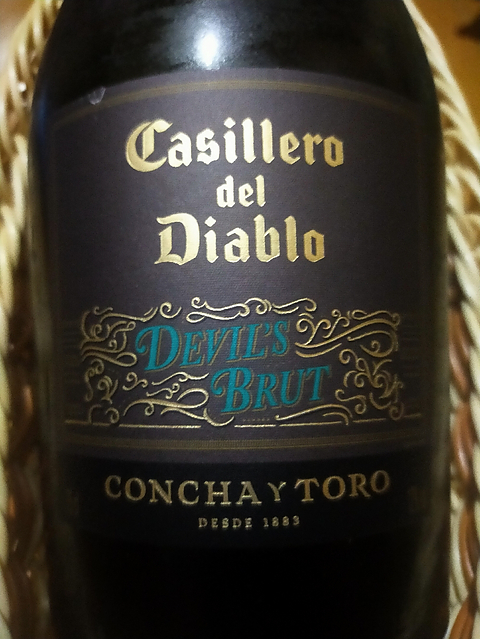 Casillero
del
Diablo
DEVIL'S
BRUT
CONCHA Y TORO
DESDE 1883